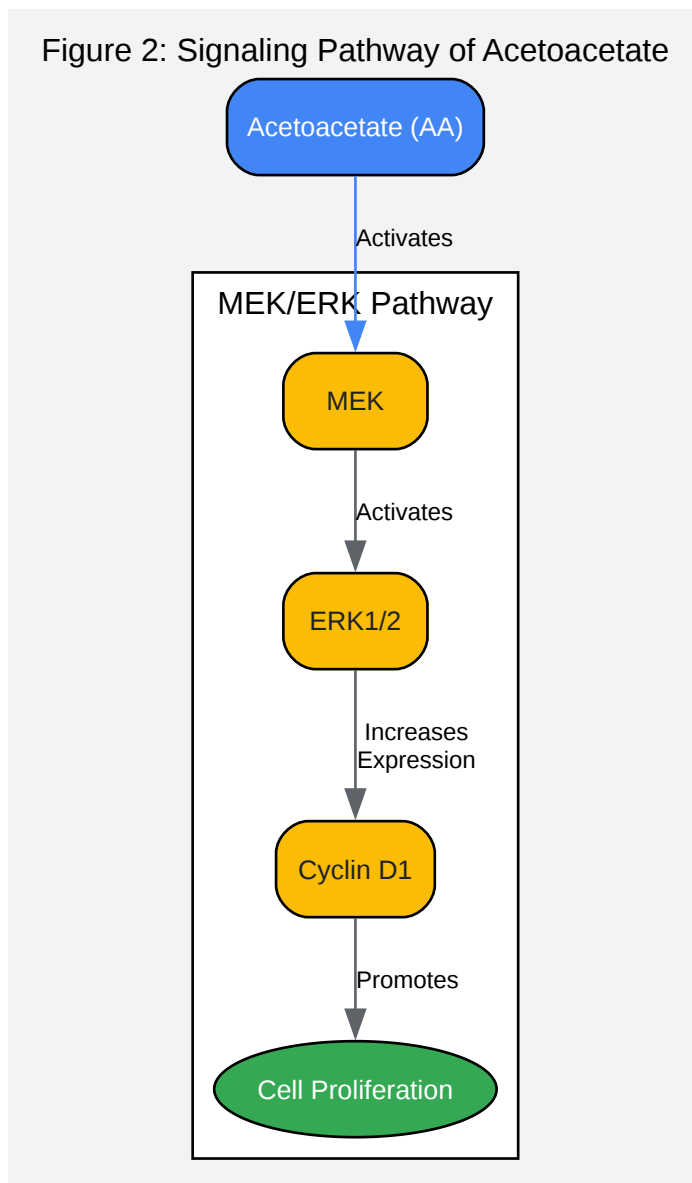 Figure 2: Signaling Pathway of Acetoacetate
Acetoacetate (AA)
Activates
MEK/ERK Pathway
MEK
Activates
ERK1/2
Increases
Expression
Cyclin D1
Promotes
Cell Proliferation